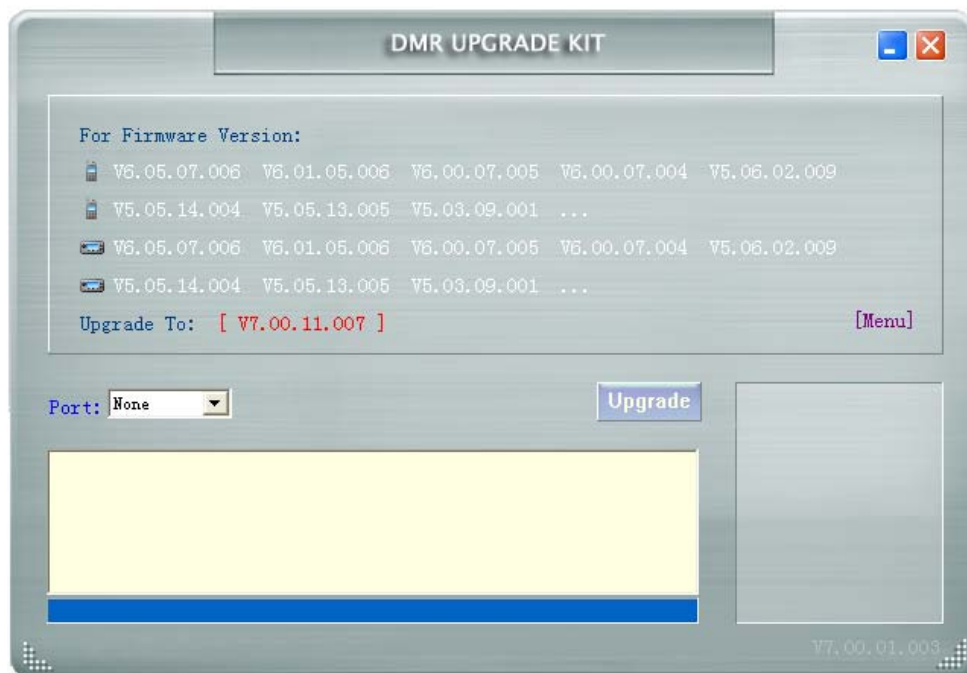 DMR UPGRADE KIT
For Firmware Version:
V6.05.07.006 V6.01.05.006 V6.00.07.005 V6.00.07.004 V5.06.02.009
V5.05.14.004 V5.05.13.005 V5.03.09.001 ...
V6.05.07.006 V6.01.05.006 V6.00.07.005 V6.00.07.004 V5.06.02.009
V5.05.14.004 V5.05.13.005 V5.03.09.001 ...
Upgrade To: [ V7.00.11.007 ] [Menu]
Port: None Upgrade
V7.00.01.003